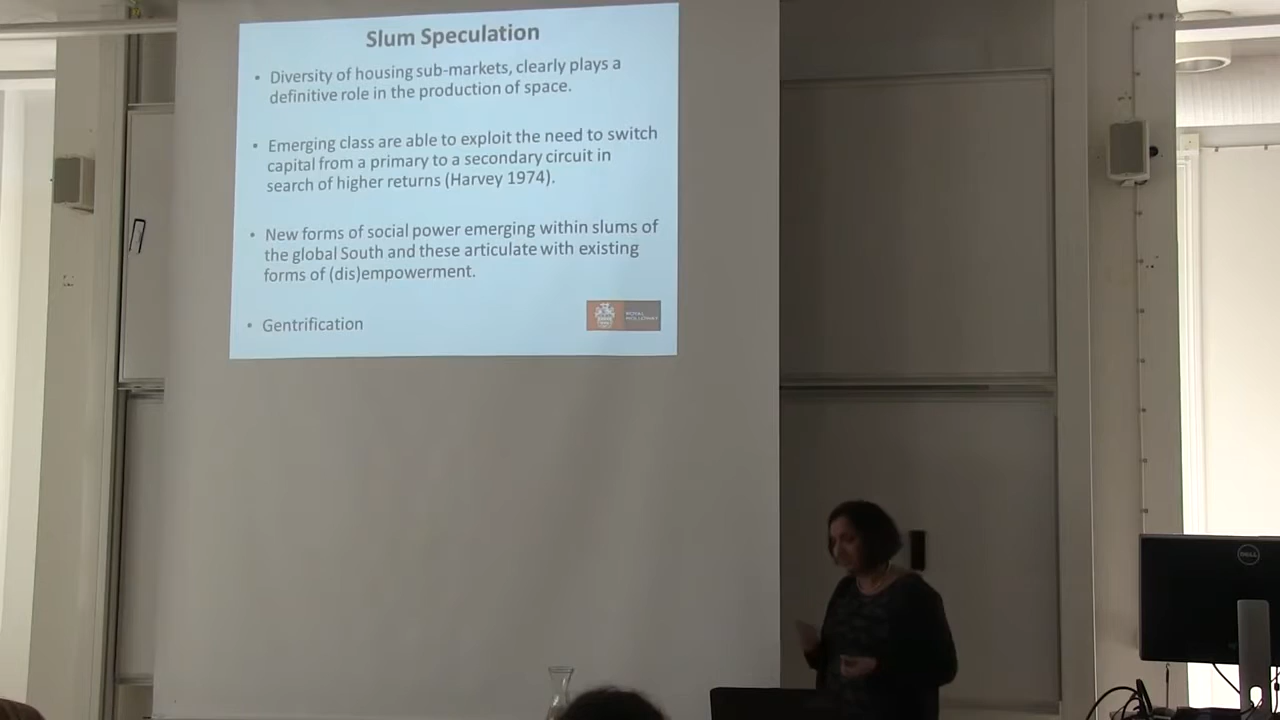 Slum Speculation
• Diversity of housing sub-markets, clearly plays a
definitive role in the production of space.
• Emerging class are able to exploit the need to switch
capital from a primary to a secondary circuit in
search of higher returns (Harvey 1974).
• New forms of social power emerging within slums of
the global South and these articulate with existing
forms of (dis)empowerment.
• Gentrification
ROYAL
HOLLOWAY
DELL